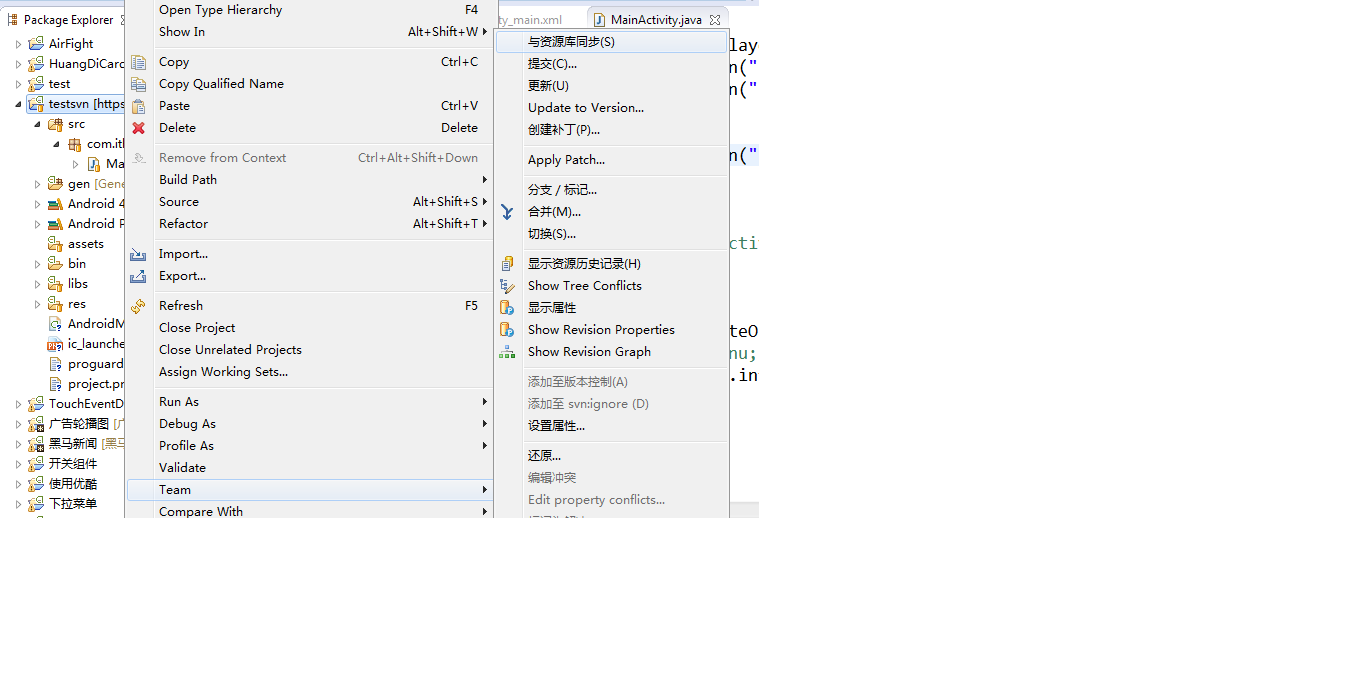 Package Explorer
AirFight
HuangDiCard
test
testsvn [https
src
com.itl
Ma
gen [Gene
Android 4
Android P
assets
bin
libs
res
AndroidM
ic_launche
proguard
project.pr
TouchEventD
广告轮播图 [广
黑马新闻 [黑马
开关组件
使用优酷
下拉菜单
Open Type Hierarchy F4
Show In Alt+Shift+W
Copy Ctrl+C
Copy Qualified Name
Paste Ctrl+V
Delete Delete
Remove from Context Ctrl+Alt+Shift+Down
Build Path
Source Alt+Shift+S
Refactor Alt+Shift+T
Import...
Export...
Refresh F5
Close Project
Close Unrelated Projects
Assign Working Sets...
Run As
Debug As
Profile As
Validate
Team
Compare With
ty_main.xml
MainActivity.java
与资源库同步(S)
提交(C)...
更新(U)
Update to Version...
创建补丁(P)...
Apply Patch...
分支 / 标记...
合并(M)...
切换(S)...
显示资源历史记录(H)
Show Tree Conflicts
显示属性
Show Revision Properties
Show Revision Graph
添加至版本控制(A)
添加至 svn:ignore (D)
设置属性...
还原...
编辑冲突
Edit property conflicts...
lay
n("
n("
n("
cti
teO
nu;
.in